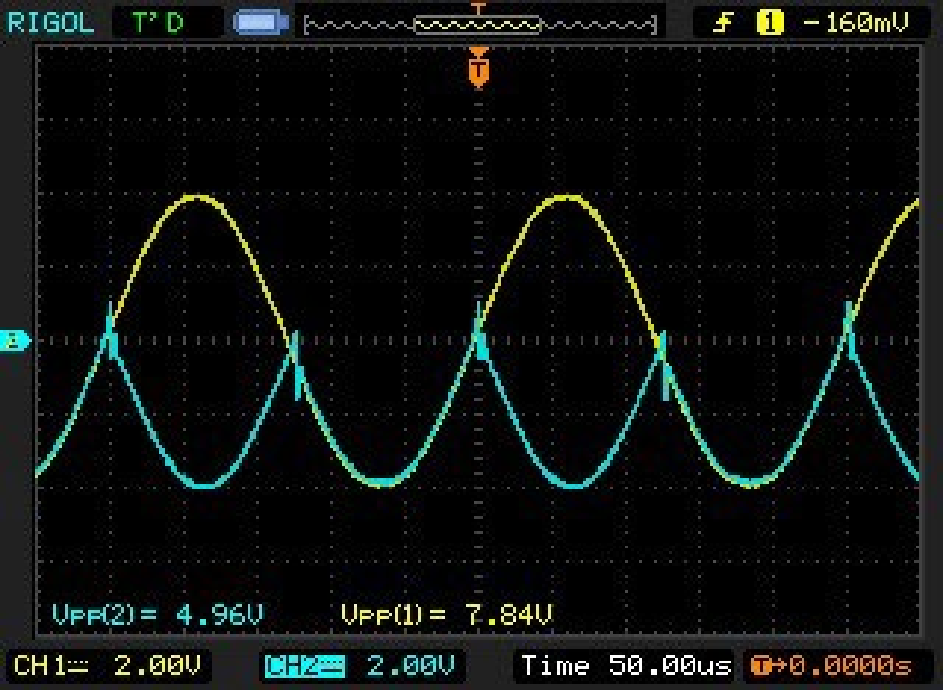 RIGOL T'D T 1 -160mV
T
2
Vpp(2)= 4.96V Vpp(1)= 7.84V
CH1 2.00V CH2 2.00V Time 50.00us T→0.0000s